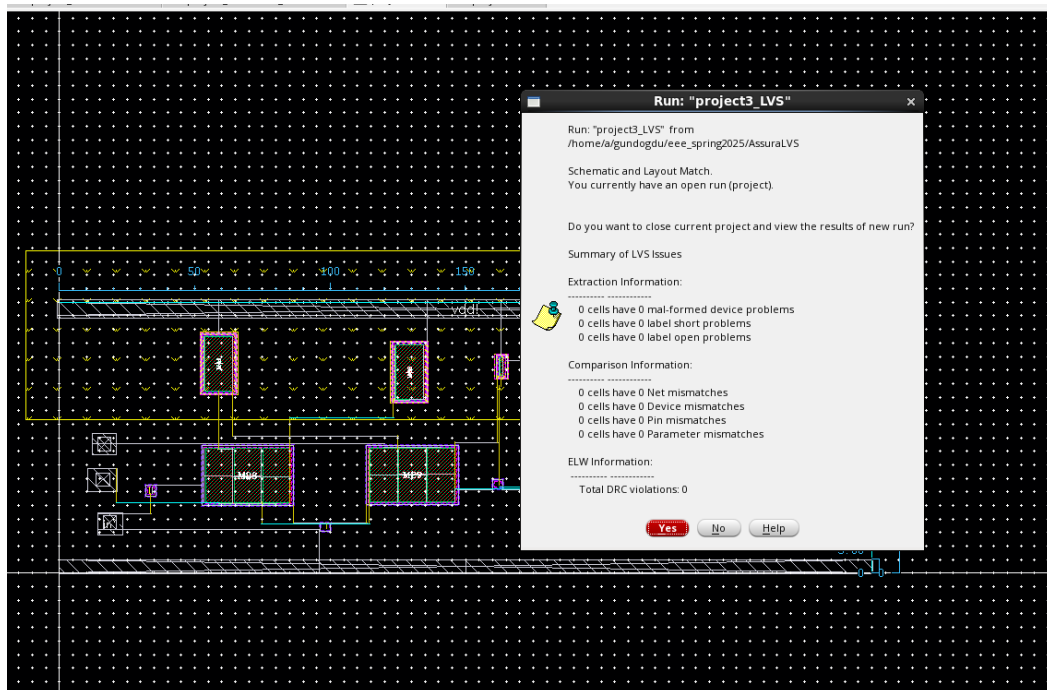 Run: "project3_LVS"
Run: "project3_LVS" from
/home/a/gundogdu/eee_spring2025/AssuraLVS
Schematic and Layout Match.
You currently have an open run (project).
Do you want to close current project and view the results of new run?
Summary of LVS Issues
Extraction Information:
---------- ------------
0 cells have 0 mal-formed device problems
0 cells have 0 label short problems
0 cells have 0 label open problems
Comparison Information:
---------- ------------
0 cells have 0 Net mismatches
0 cells have 0 Device mismatches
0 cells have 0 Pin mismatches
0 cells have 0 Parameter mismatches
ELW Information:
---------- ------------
Total DRC violations: 0
Yes No Help
0 50 100 150
vdd!
0 0